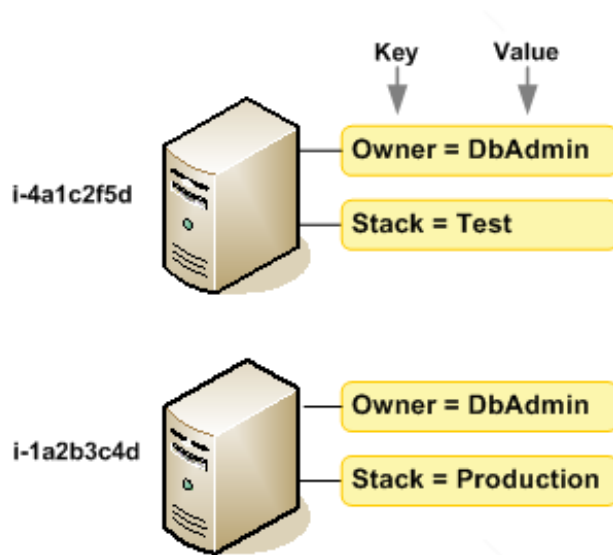 Key Value
Owner = DbAdmin
i-4a1c2f5d
Stack = Test
Owner = DbAdmin
i-1a2b3c4d
Stack = Production